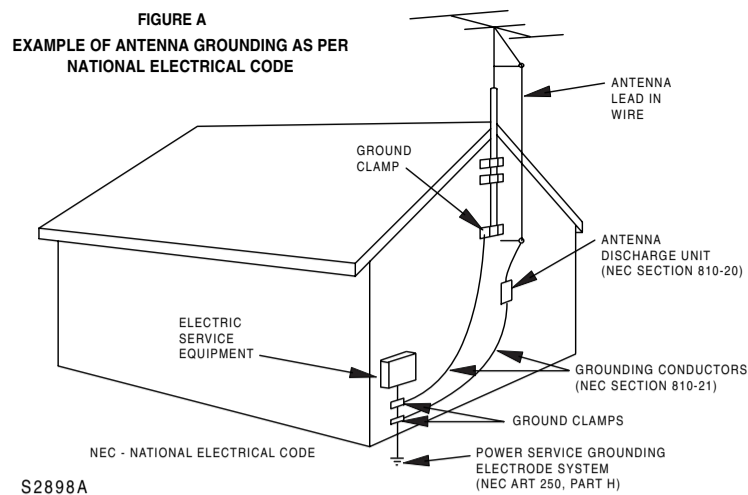 FIGURE A
EXAMPLE OF ANTENNA GROUNDING AS PER
NATIONAL ELECTRICAL CODE
ANTENNA
LEAD IN
WIRE
GROUND
CLAMP
ANTENNA
DISCHARGE UNIT
(NEC SECTION 810-20)
ELECTRIC
SERVICE
EQUIPMENT
GROUNDING CONDUCTORS
(NEC SECTION 810-21)
GROUND CLAMPS
NEC - NATIONAL ELECTRICAL CODE
POWER SERVICE GROUNDING
ELECTRODE SYSTEM
(NEC ART 250, PART H)
S2898A